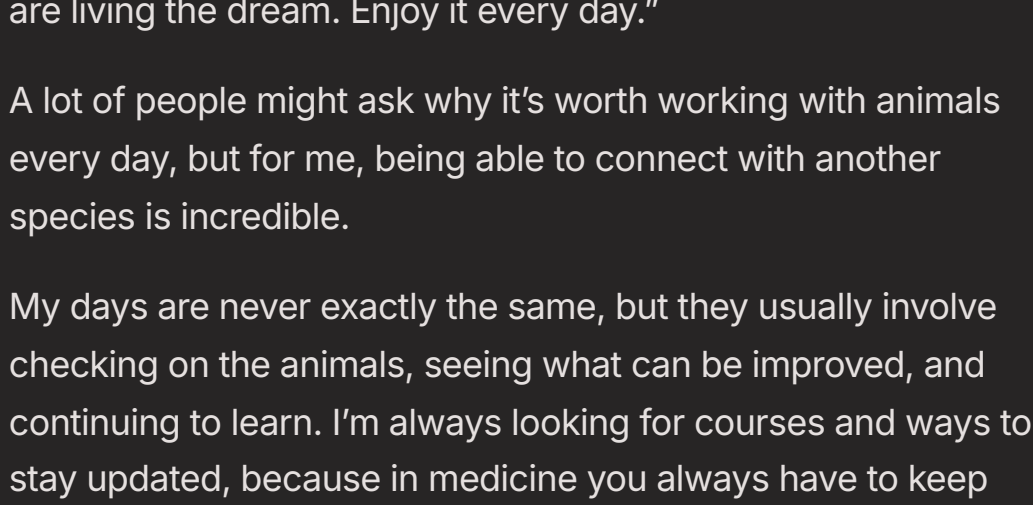 are living the dream. Enjoy it every day.”
A lot of people might ask why it’s worth working with animals
every day, but for me, being able to connect with another
species is incredible.
My days are never exactly the same, but they usually involve
checking on the animals, seeing what can be improved, and
continuing to learn. I’m always looking for courses and ways to
stay updated, because in medicine you always have to keep